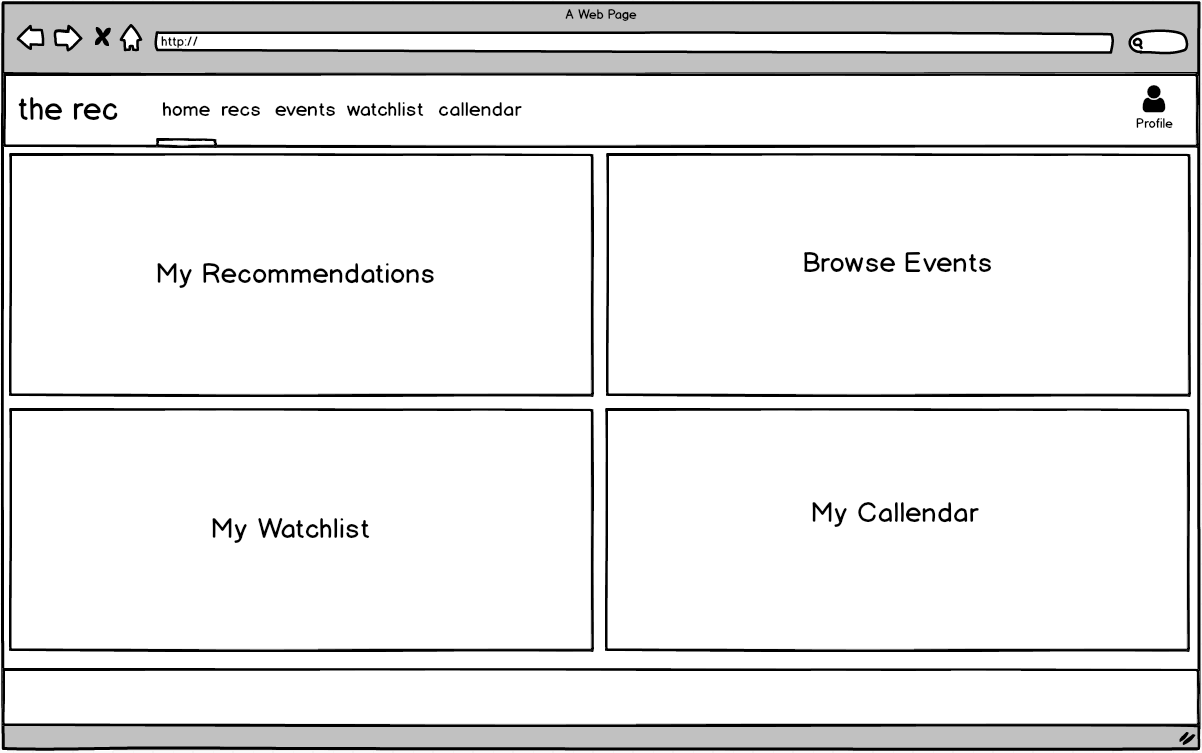 A Web Page
http://
the rec home recs events watchlist callendar
Profile
My Recommendations
Browse Events
My Watchlist
My Callendar